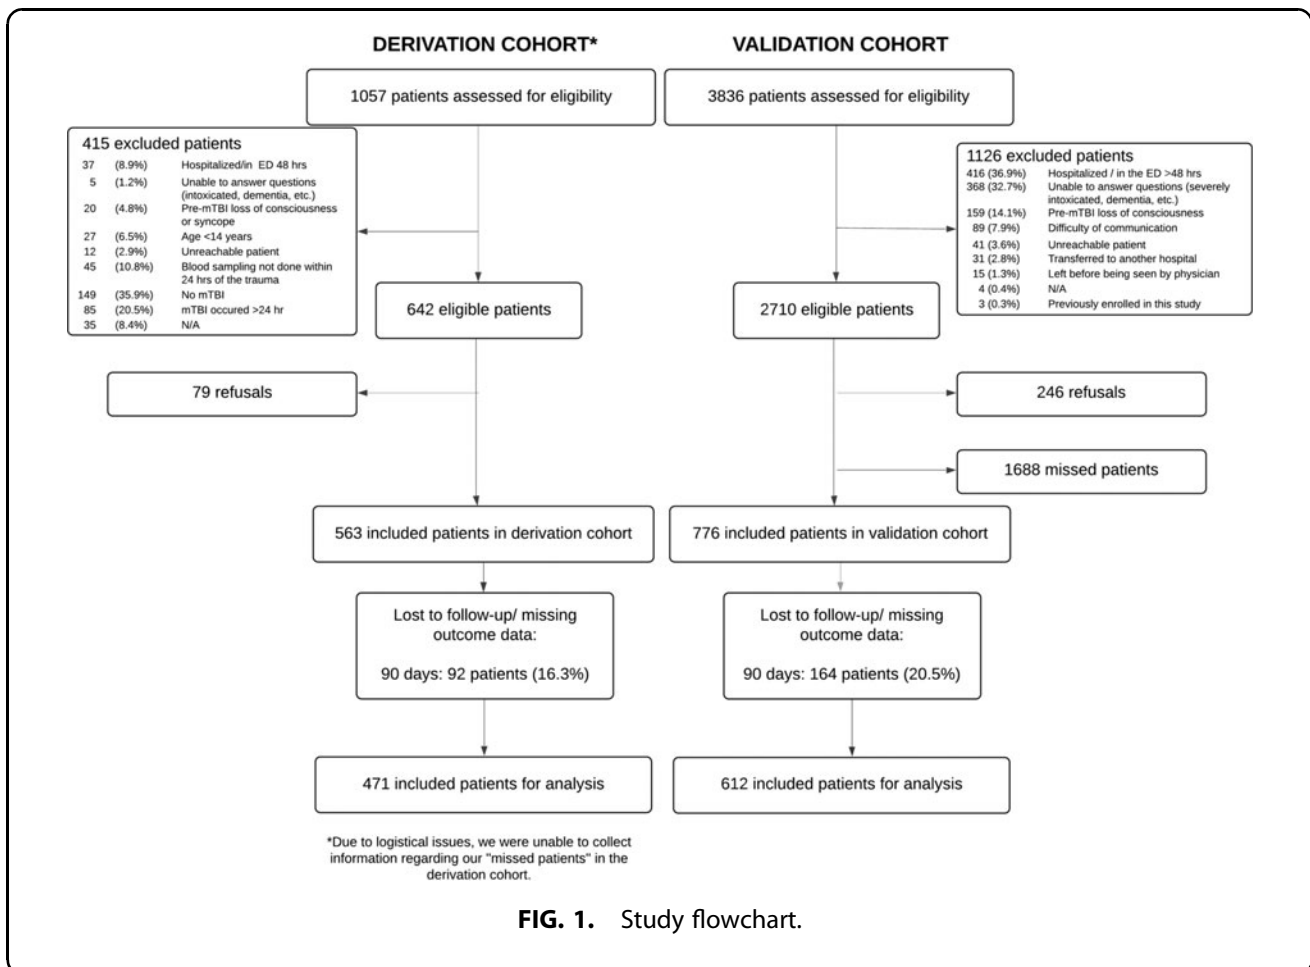 DERIVATION COHORT*
VALIDATION COHORT
1057 patients assessed for eligibility
3836 patients assessed for eligibility
415 excluded patients
37 (8.9%) Hospitalized/in ED 48 hrs
5 (1.2%) Unable to answer questions
(intoxicated, dementia, etc.)
20 (4.8%) Pre-mTBI loss of consciousness
or syncope
27 (6.5%) Age <14 years
12 (2.9%) Unreachable patient
45 (10.8%) Blood sampling not done within
24 hrs of the trauma
149 (35.9%) No mTBI
85 (20.5%) mTBI occured >24 hr
35 (8.4%) N/A
1126 excluded patients
416 (36.9%) Hospitalized / in the ED >48 hrs
368 (32.7%) Unable to answer questions (severely
intoxicated, dementia, etc.)
159 (14.1%) Pre-mTBI loss of consciousness
89 (7.9%) Difficulty of communication
41 (3.6%) Unreachable patient
31 (2.8%) Transferred to another hospital
15 (1.3%) Left before being seen by physician
4 (0.4%) N/A
3 (0.3%) Previously enrolled in this study
642 eligible patients
2710 eligible patients
79 refusals
246 refusals
1688 missed patients
563 included patients in derivation cohort
776 included patients in validation cohort
Lost to follow-up/ missing
outcome data:
90 days: 92 patients (16.3%)
Lost to follow-up/ missing
outcome data:
90 days: 164 patients (20.5%)
471 included patients for analysis
612 included patients for analysis
*Due to logistical issues, we were unable to collect
information regarding our "missed patients" in the
derivation cohort.
FIG. 1. Study flowchart.